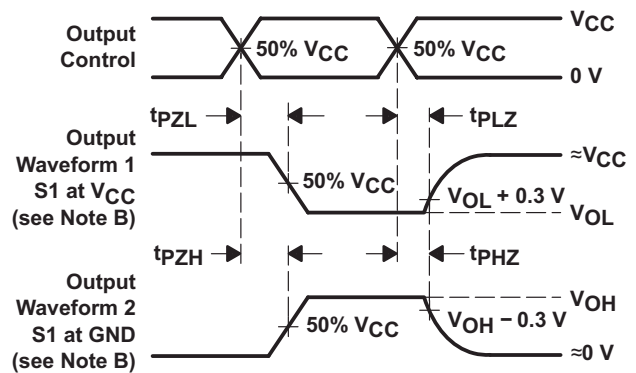 Output
Control
50% VCC
50% VCC
VCC
0 V
tPZL
tPLZ
Output
Waveform 1
S1 at VCC
(see Note B)
50% VCC
≈VCC
VOL + 0.3 V
VOL
tPZH
tPHZ
Output
Waveform 2
S1 at GND
(see Note B)
50% VCC
VOH
VOH − 0.3 V
≈0 V